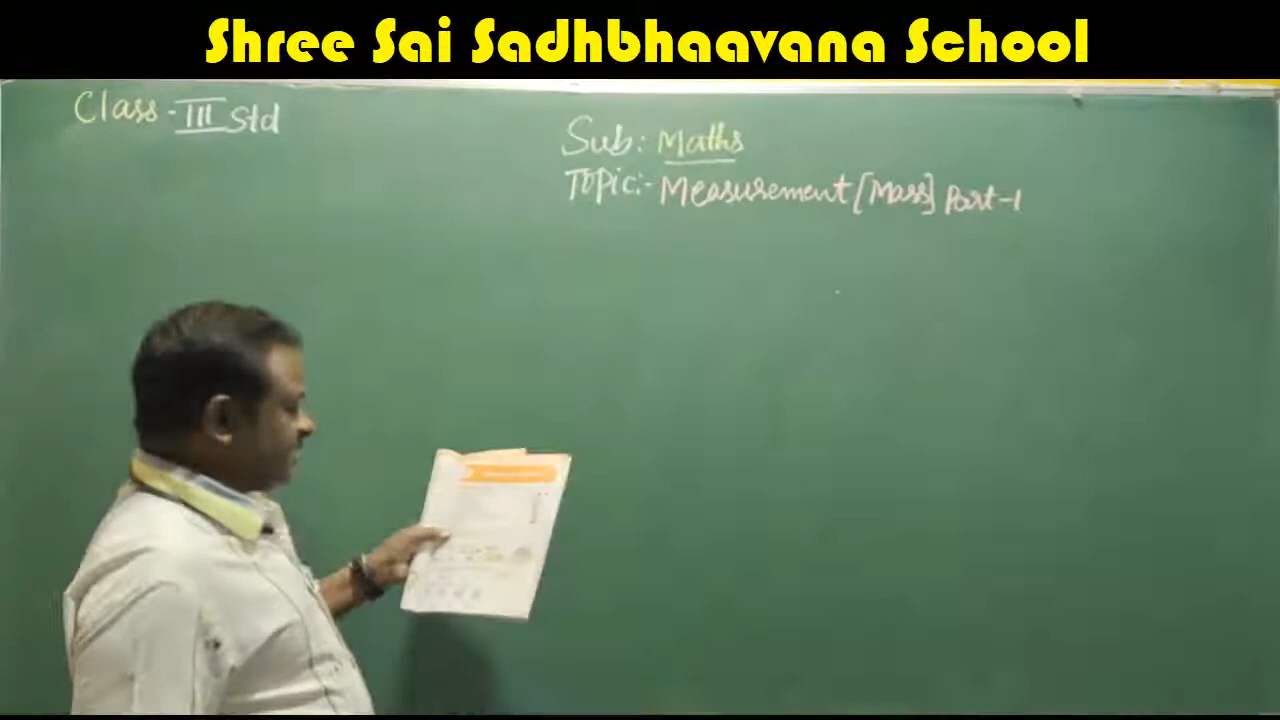 Shree Sai Sadhbhaavana School
Class - III Std
Sub: Maths
Topic:- Measurement [Mass] Part-1